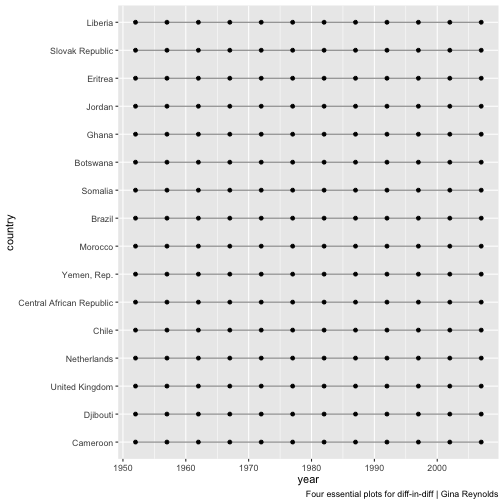 Liberia
Slovak Republic
Eritrea
Jordan
Ghana
Botswana
Somalia
Brazil
Morocco
Yemen, Rep.
Central African Republic
Chile
Netherlands
United Kingdom
Djibouti
Cameroon
country
1950 1960 1970 1980 1990 2000
year
Four essential plots for diff-in-diff | Gina Reynolds